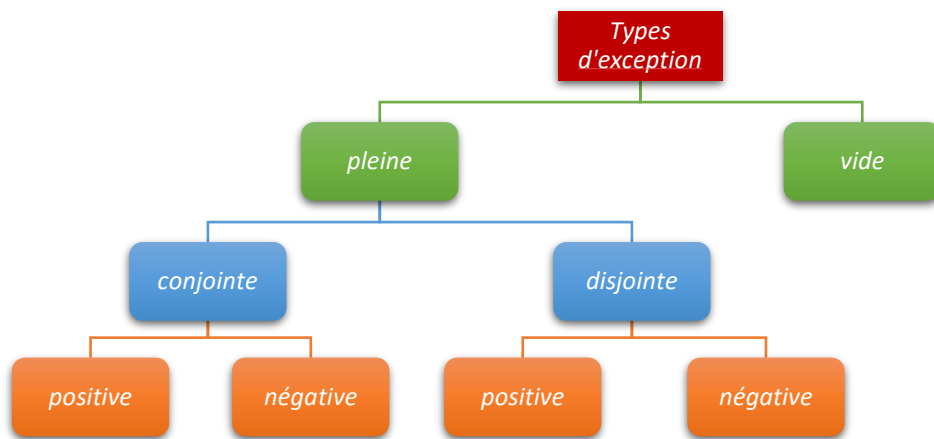 Types
d'exception
pleine
vide
conjointe
disjointe
positive
négative
positive
négative